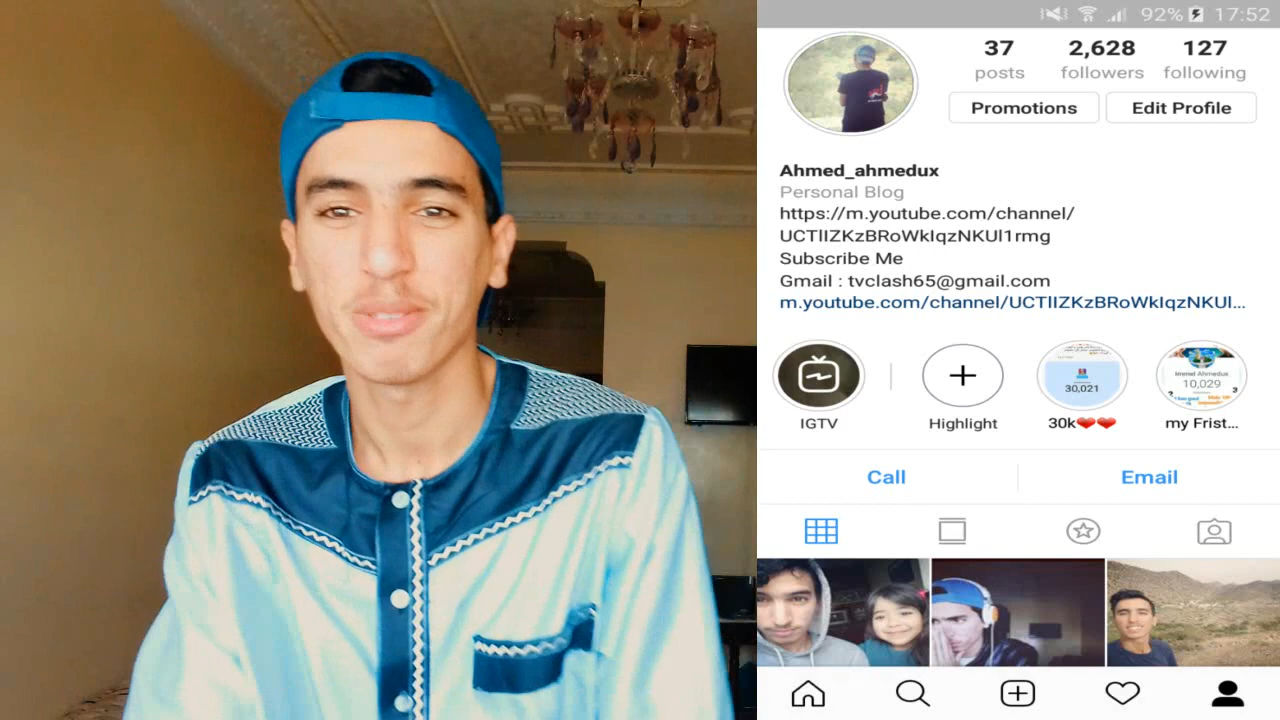 92% 17:52
37 2,628 127
posts followers following
Promotions Edit Profile
Ahmed_ahmedux
Personal Blog
https://m.youtube.com/channel/
UCTlIZKzBRoWkIqzNKUl1rmg
Subscribe Me
Gmail : tvclash65@gmail.com
m.youtube.com/channel/UCTlIZKzBRoWkIqzNKUl...
30,021
Ahmedux
10,029
IGTV Highlight 30k❤❤ my Frist...
Call Email